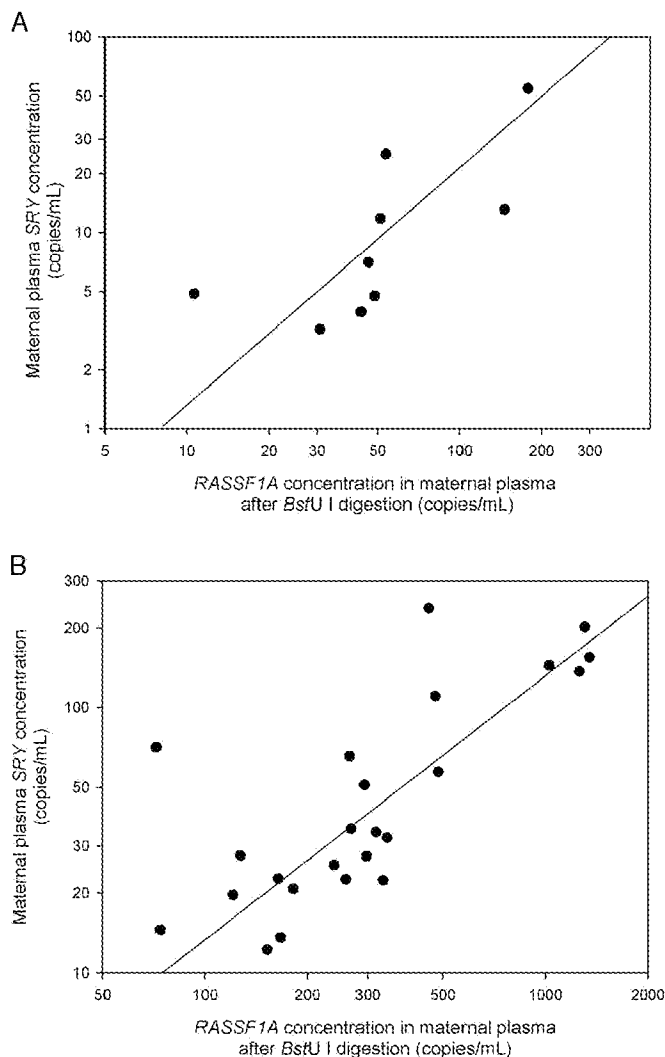 A
Maternal plasma SRY concentration
(copies/mL)
100
50
30
20
10
5
2
1
5 10 20 30 50 100 200 300
RASSF1A concentration in maternal plasma
after BstU I digestion (copies/mL)
B
Maternal plasma SRY concentration
(copies/mL)
300
200
100
50
30
20
10
50 100 200 300 500 1000 2000
RASSF1A concentration in maternal plasma
after BstU I digestion (copies/mL)